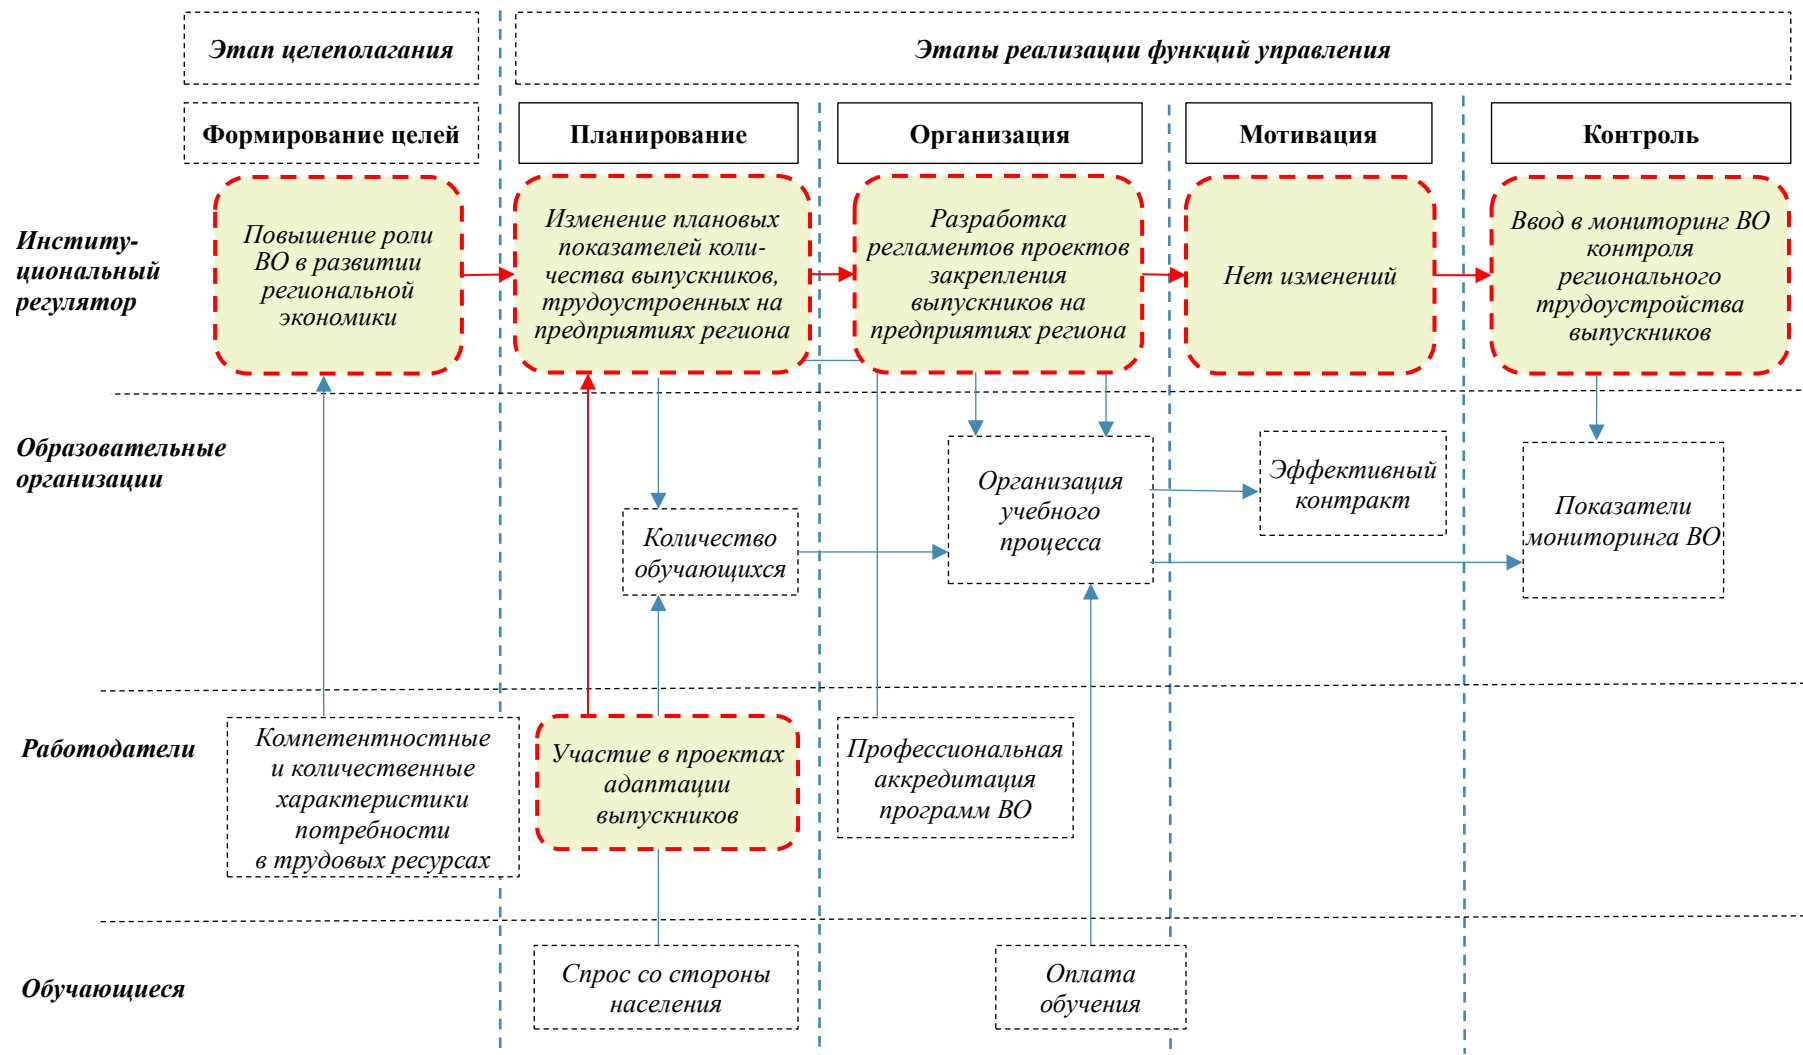 Этап целеполагания
Этапы реализации функций управления
Формирование целей
Планирование
Организация
Мотивация
Контроль
Институ-
циональный
регулятор
Повышение роли
ВО в развитии
региональной
экономики
Изменение плановых
показателей коли-
чества выпускников,
трудоустроенных на
предприятиях региона
Разработка
регламентов проектов
закрепления
выпускников на
предприятиях региона
Нет изменений
Ввод в мониторинг ВО
контроля
регионального
трудоустройства
выпускников
Образовательные
организации
Количество
обучающихся
Организация
учебного
процесса
Эффективный
контракт
Показатели
мониторинга ВО
Работодатели
Компетентностные
и количественные
характеристики
потребности
в трудовых ресурсах
Участие в проектах
адаптации
выпускников
Профессиональная
аккредитация
программ ВО
Обучающиеся
Спрос со стороны
населения
Оплата
обучения